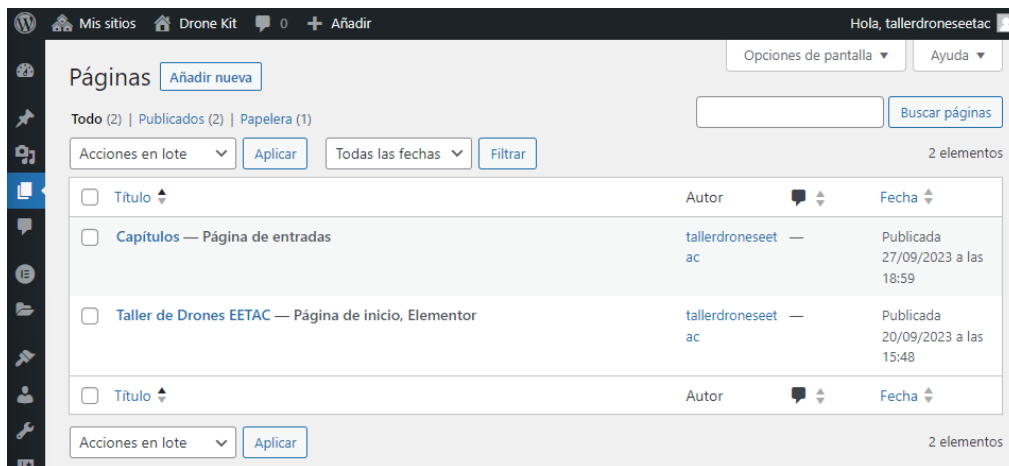 Mis sitios Drone Kit 0 Añadir Hola, tallerdroneseetac
Opciones de pantalla Ayuda
Páginas Añadir nueva
Todo (2) | Publicados (2) | Papelera (1) Buscar páginas
Acciones en lote Aplicar Todas las fechas Filtrar 2 elementos
Título Autor Fecha
Capítulos — Página de entradas tallerdroneseet — Publicada
ac 27/09/2023 a las
18:59
Taller de Drones EETAC — Página de inicio, Elementor tallerdroneseet — Publicada
ac 20/09/2023 a las
15:48
Título Autor Fecha
Acciones en lote Aplicar 2 elementos